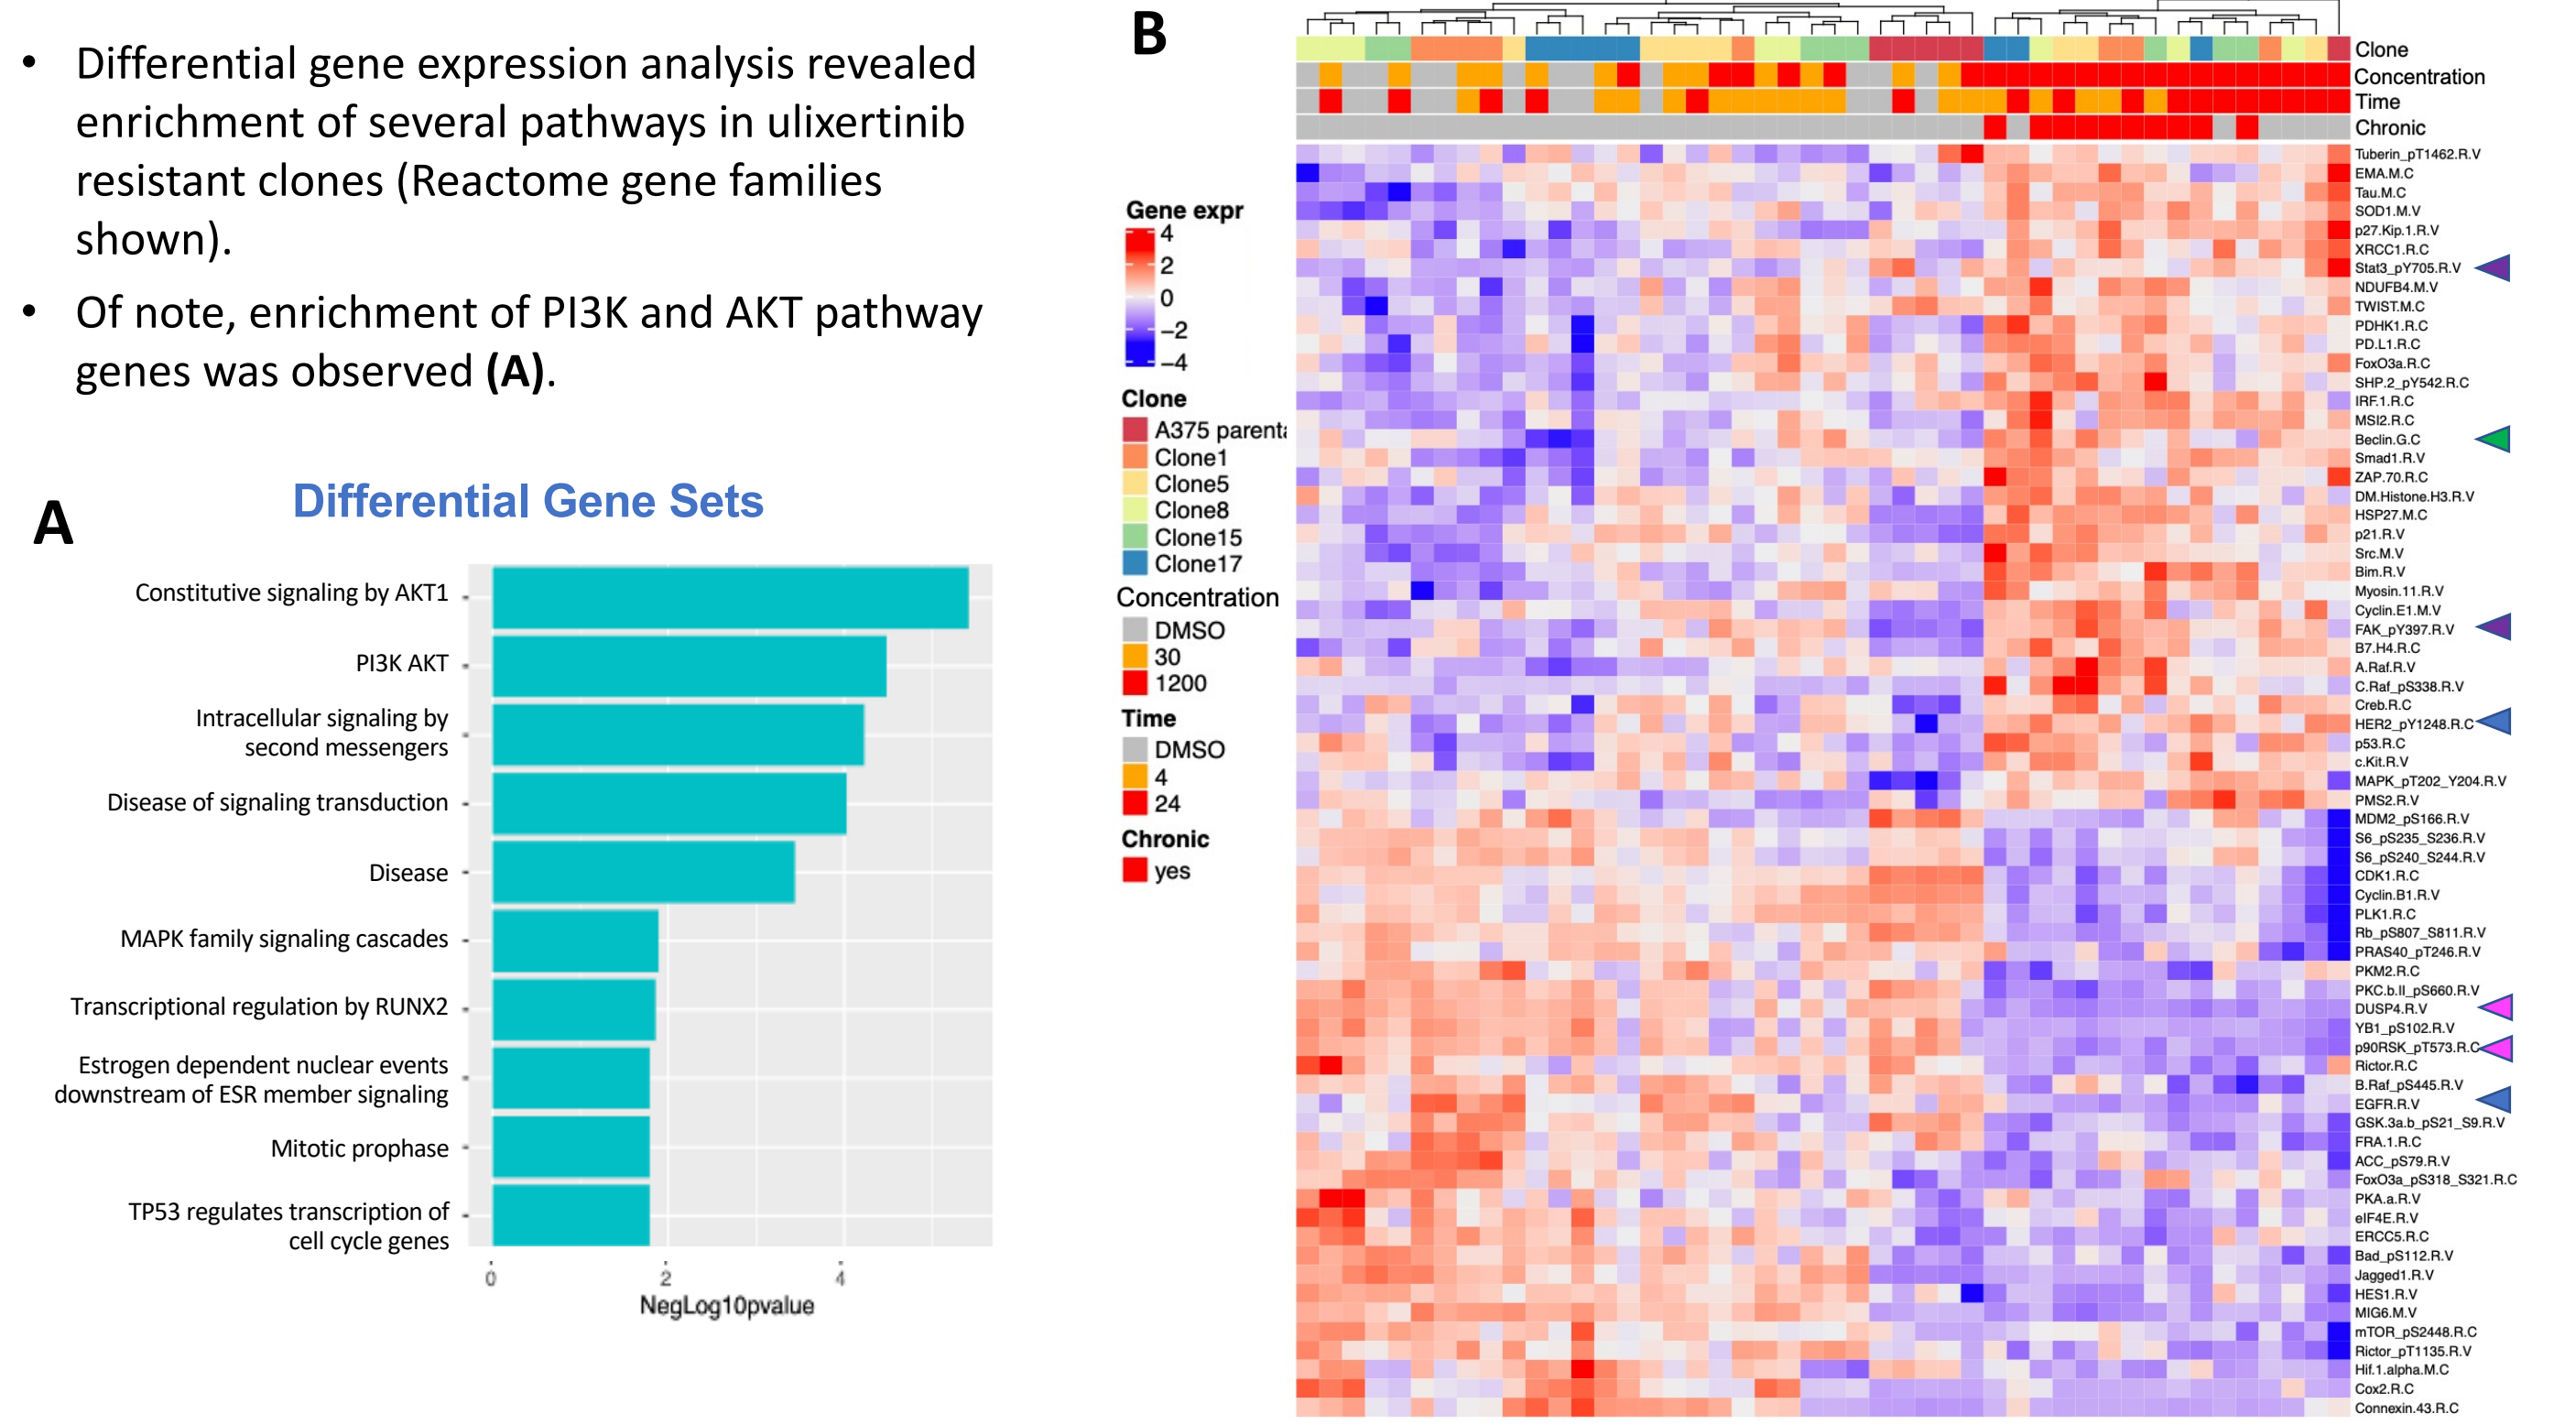 • Differential gene expression analysis revealed
enrichment of several pathways in ulixertinib
resistant clones (Reactome gene families
shown).
• Of note, enrichment of PI3K and AKT pathway
genes was observed (A).
A
Differential Gene Sets
Constitutive signaling by AKT1
PI3K AKT
Intracellular signaling by
second messengers
Disease of signaling transduction
Disease
MAPK family signaling cascades
Transcriptional regulation by RUNX2
Estrogen dependent nuclear events
downstream of ESR member signaling
Mitotic prophase
TP53 regulates transcription of
cell cycle genes
0
2
4
NegLog10pvalue
B
Gene expr
4
2
0
−2
−4
Clone
A375 parenta
Clone1
Clone5
Clone8
Clone15
Clone17
Concentration
DMSO
30
1200
Time
DMSO
4
24
Chronic
yes
Clone
Concentration
Time
Chronic
Tuberin_pT1462.R.V
EMA.M.C
Tau.M.C
SOD1.M.V
p27.Kip.1.R.V
XRCC1.R.C
Stat3_pY705.R.V
NDUFB4.M.V
TWIST.M.C
PDHK1.R.C
PD.L1.R.C
FoxO3a.R.C
SHP.2_pY542.R.C
IRF.1.R.C
MSI2.R.C
Beclin.G.C
Smad1.R.V
ZAP.70.R.C
DM.Histone.H3.R.V
HSP27.M.C
p21.R.V
Src.M.V
Bim.R.V
Myosin.11.R.V
Cyclin.E1.M.V
FAK_pY397.R.V
B7.H4.R.C
A.Raf.R.V
C.Raf_pS338.R.V
Creb.R.C
HER2_pY1248.R.C
p53.R.C
c.Kit.R.V
MAPK_pT202_Y204.R.V
PMS2.R.V
MDM2_pS166.R.V
S6_pS235_S236.R.V
S6_pS240_S244.R.V
CDK1.R.C
Cyclin.B1.R.V
PLK1.R.C
Rb_pS807_S811.R.V
PRAS40_pT246.R.V
PKM2.R.C
PKC.b.II_pS660.R.V
DUSP4.R.V
YB1_pS102.R.V
p90RSK_pT573.R.C
Rictor.R.C
B.Raf_pS445.R.V
EGFR.R.V
GSK.3a.b_pS21_S9.R.V
FRA.1.R.C
ACC_pS79.R.V
FoxO3a_pS318_S321.R.C
PKA.a.R.V
eIF4E.R.V
ERCC5.R.C
Bad_pS112.R.V
Jagged1.R.V
HES1.R.V
MIG6.M.V
mTOR_pS2448.R.C
Rictor_pT1135.R.V
Hif.1.alpha.M.C
Cox2.R.C
Connexin.43.R.C